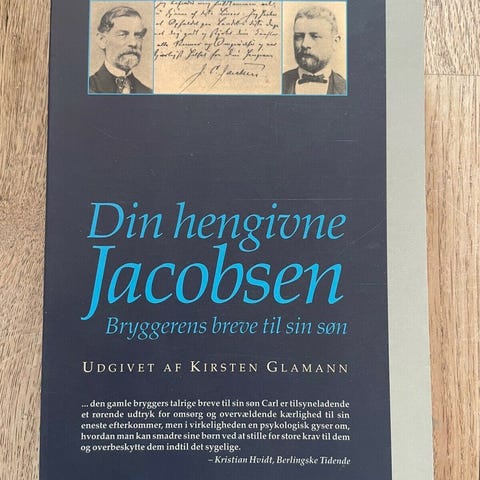 J. C. Jacobsen
Din hengivne
Jacobsen
Bryggerens breve til sin søn
UDGIVET AF KIRSTEN GLAMANN
... den gamle bryggers talrige breve til sin søn Carl er tilsyneladende
et rørende udtryk for omsorg og overvældende kærlighed til sin
eneste efterkommer, men i virkeligheden en psykologisk gyser om,
hvordan man kan smadre sine børn ved at stille for store krav til dem
og overbeskytte dem indtil det sygelige.
– Kristian Hvidt, Berlingske Tidende